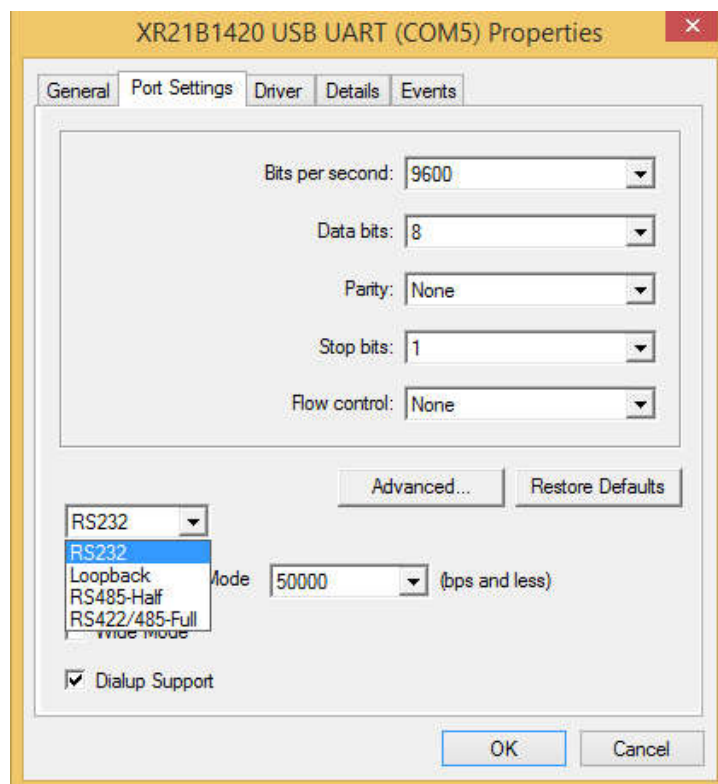 XR21B1420 USB UART (COM5) Properties
General Port Settings Driver Details Events
Bits per second: 9600
Data bits: 8
Parity: None
Stop bits: 1
Flow control: None
Advanced... Restore Defaults
RS232
RS232
Loopback
Mode 50000 (bps and less)
RS485-Half
RS422/485-Full
Wide Mode
Dialup Support
OK Cancel